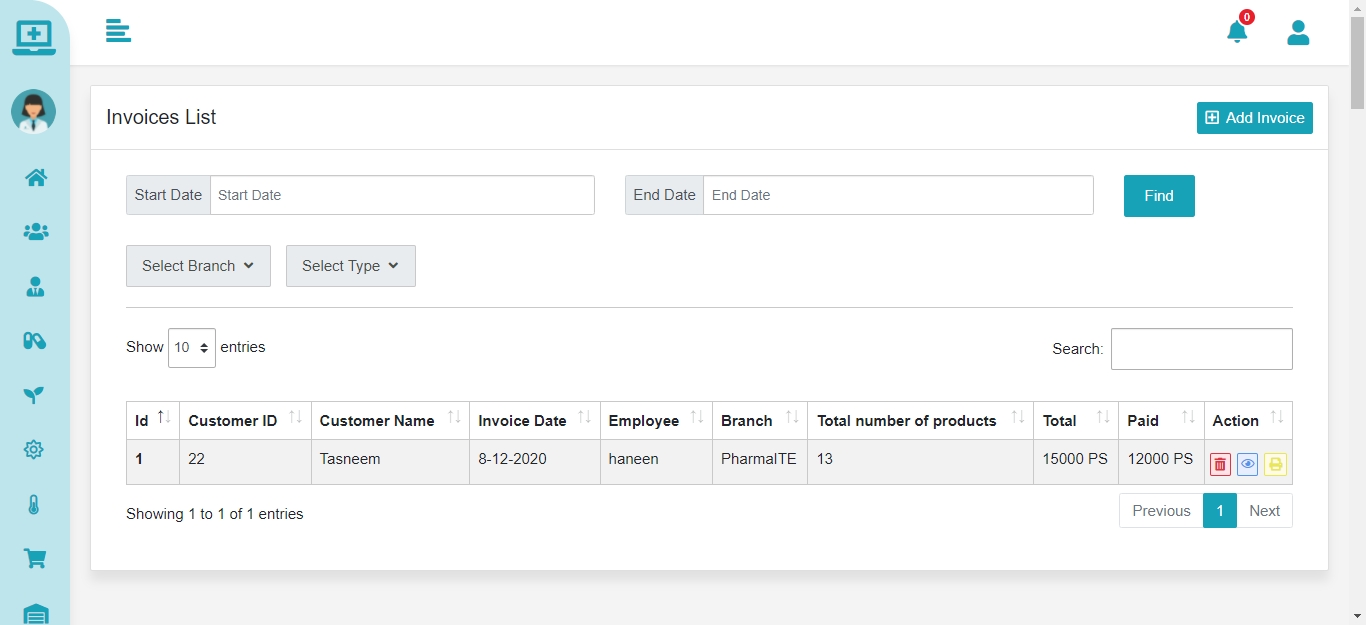 0
Invoices List
Add Invoice
Start Date Start Date End Date End Date Find
Select Branch Select Type
Show 10 entries Search:
Id Customer ID Customer Name Invoice Date Employee Branch Total number of products Total Paid Action
1 22 Tasneem 8-12-2020 haneen PharmaITE 13 15000 PS 12000 PS
Showing 1 to 1 of 1 entries Previous 1 Next